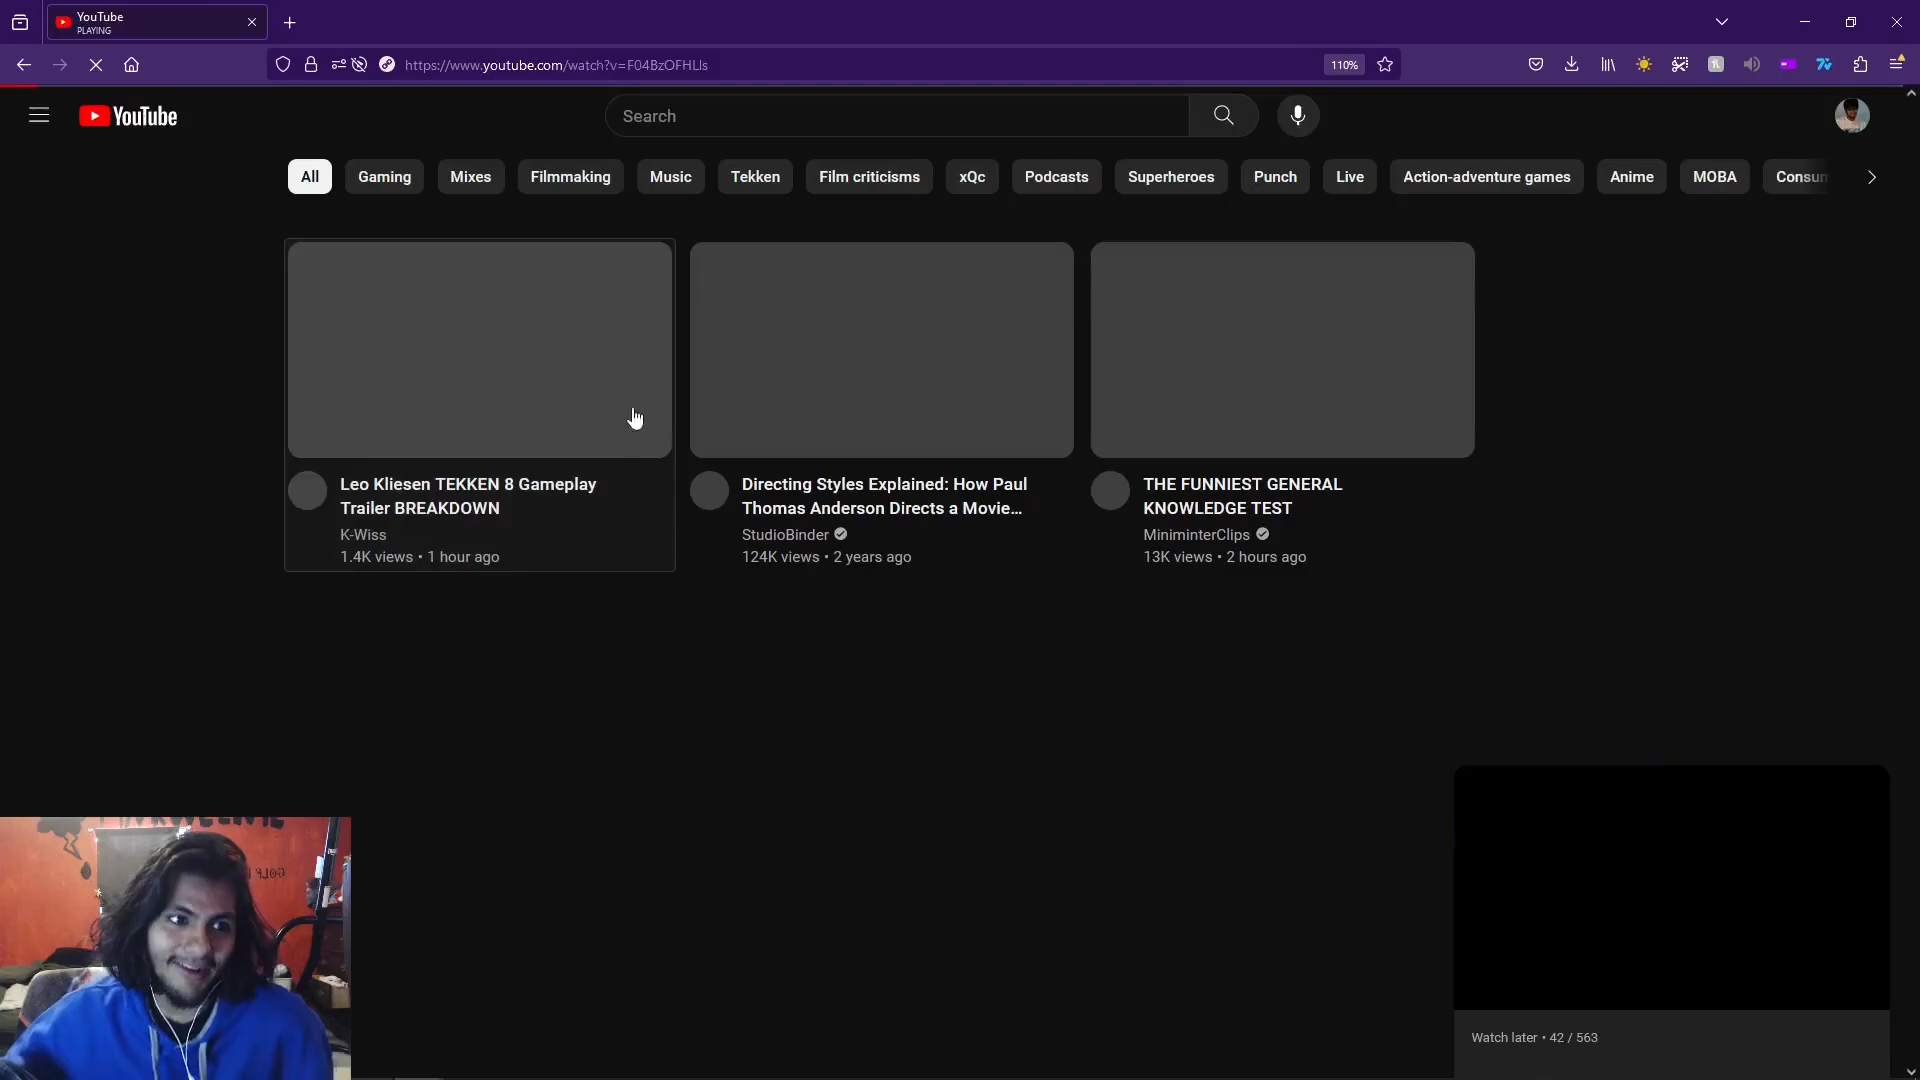 YouTube
PLAYING
https://www.youtube.com/watch?v=F04BzOFHLls
110%
YouTube
Search
All
Gaming
Mixes
Filmmaking
Music
Tekken
Film criticisms
xQc
Podcasts
Superheroes
Punch
Live
Action-adventure games
Anime
MOBA
Consum
Leo Kliesen TEKKEN 8 Gameplay
Trailer BREAKDOWN
K-Wiss
1.4K views • 1 hour ago
Directing Styles Explained: How Paul
Thomas Anderson Directs a Movie...
StudioBinder
124K views • 2 years ago
THE FUNNIEST GENERAL
KNOWLEDGE TEST
MiniminterClips
13K views • 2 hours ago
Watch later • 42 / 563